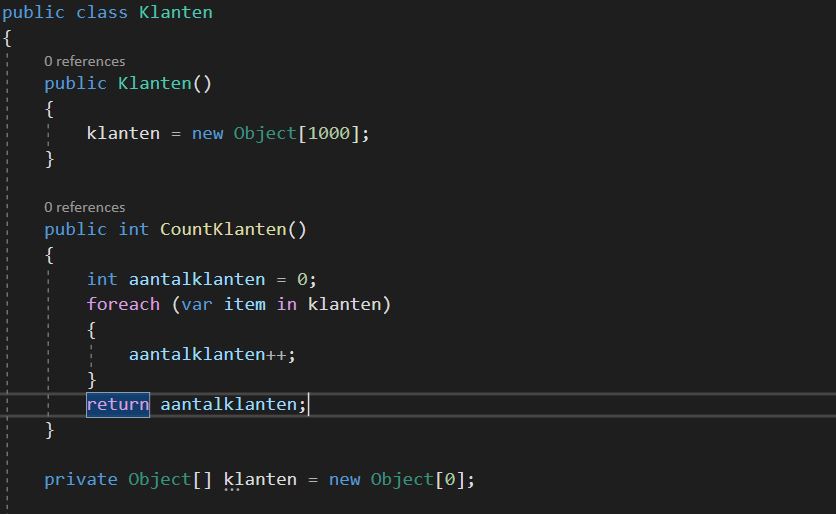 public class Klanten
{
0 references
public Klanten()
{
klanten = new Object[1000];
}
0 references
public int CountKlanten()
{
int aantalklanten = 0;
foreach (var item in klanten)
{
aantalklanten++;
}
return aantalklanten;
}
private Object[] klanten = new Object[0];